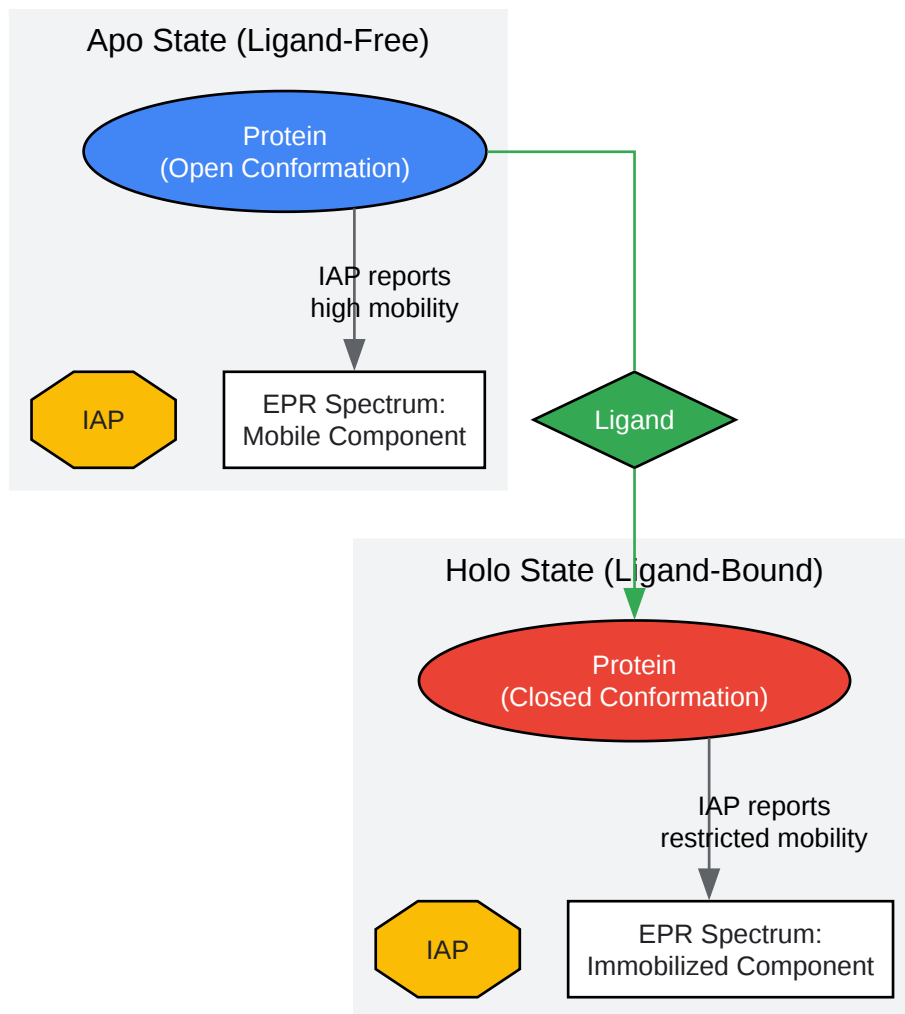 Apo State (Ligand-Free)
Protein
(Open Conformation)
IAP reports
high mobility
IAP
EPR Spectrum:
Mobile Component
Ligand
Holo State (Ligand-Bound)
Protein
(Closed Conformation)
IAP reports
restricted mobility
IAP
EPR Spectrum:
Immobilized Component